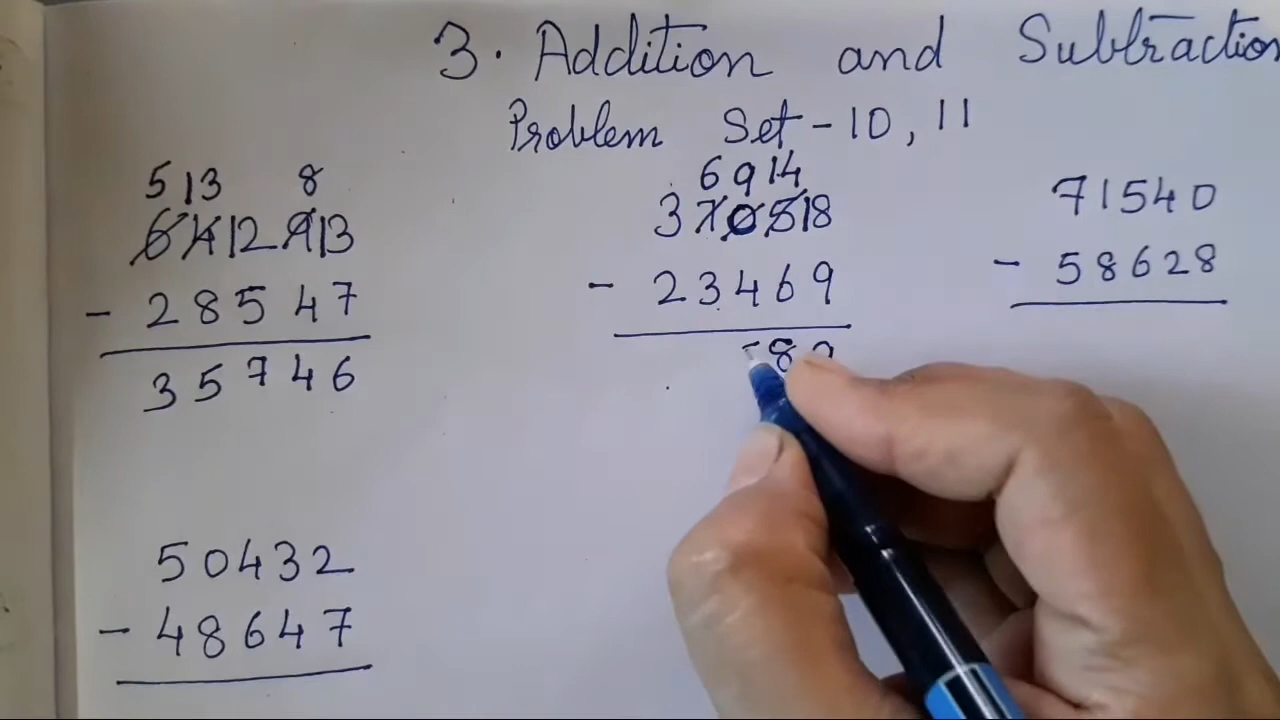 3. Addition and Subtraction
Problem Set - 10, 11
5 13 8
6 4 12 9 13
- 2 8 5 4 7
3 5 7 4 6
6 9 14
3 7 0 5 18
- 2 3 4 6 9
5 8 9
7 1 5 4 0
- 5 8 6 2 8
5 0 4 3 2
- 4 8 6 4 7